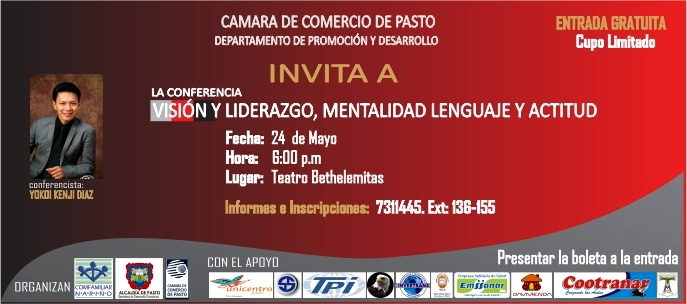 CAMARA DE COMERCIO DE PASTO
DEPARTAMENTO DE PROMOCIÓN Y DESARROLLO
ENTRADA GRATUITA
Cupo Limitado
INVITA A
LA CONFERENCIA
VISIÓN Y LIDERAZGO, MENTALIDAD LENGUAJE Y ACTITUD
Fecha: 24 de Mayo
Hora: 6:00 p.m
Lugar: Teatro Bethelemitas
conferencista:
YOKOI KENJI DIAZ
Informes e Inscripciones: 7311445. Ext: 136-155
Presentar la boleta a la entrada
ORGANIZAN
COMFAMILIAR
NARIÑO
ALCALDÍA DE PASTO
CÁMARA DE
COMERCIO
DE PASTO
CON EL APOYO
unicentro
TPI
Emssanar
DAVIVIENDA
Cootranar